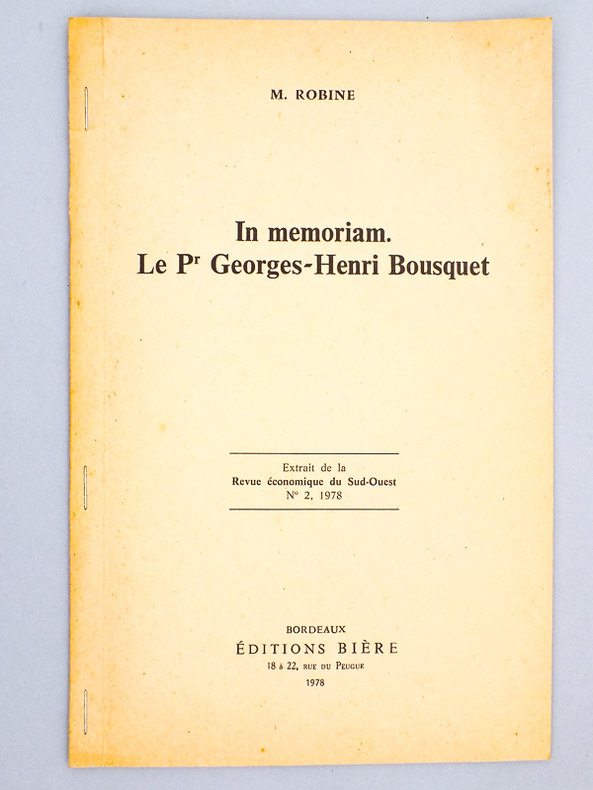 M. ROBINE
In memoriam.
Le Pr Georges-Henri Bousquet
Extrait de la
Revue économique du Sud-Ouest
N° 2, 1978
BORDEAUX
ÉDITIONS BIÈRE
18 à 22, RUE DU PEUGUE
1978